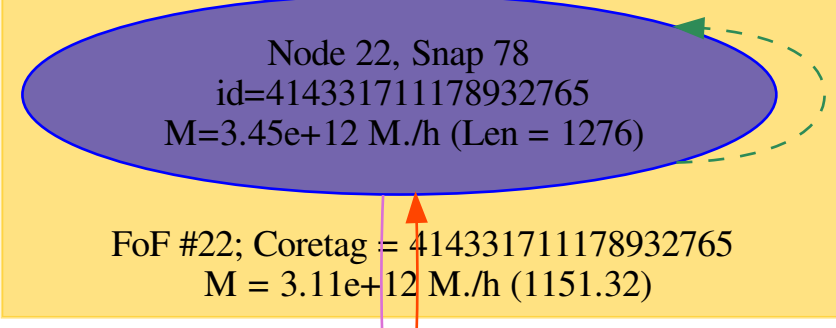 Node 22, Snap 78
id=414331711178932765
M=3.45e+12 M./h (Len = 1276)
FoF #22; Coretag = 414331711178932765
M = 3.11e+12 M./h (1151.32)